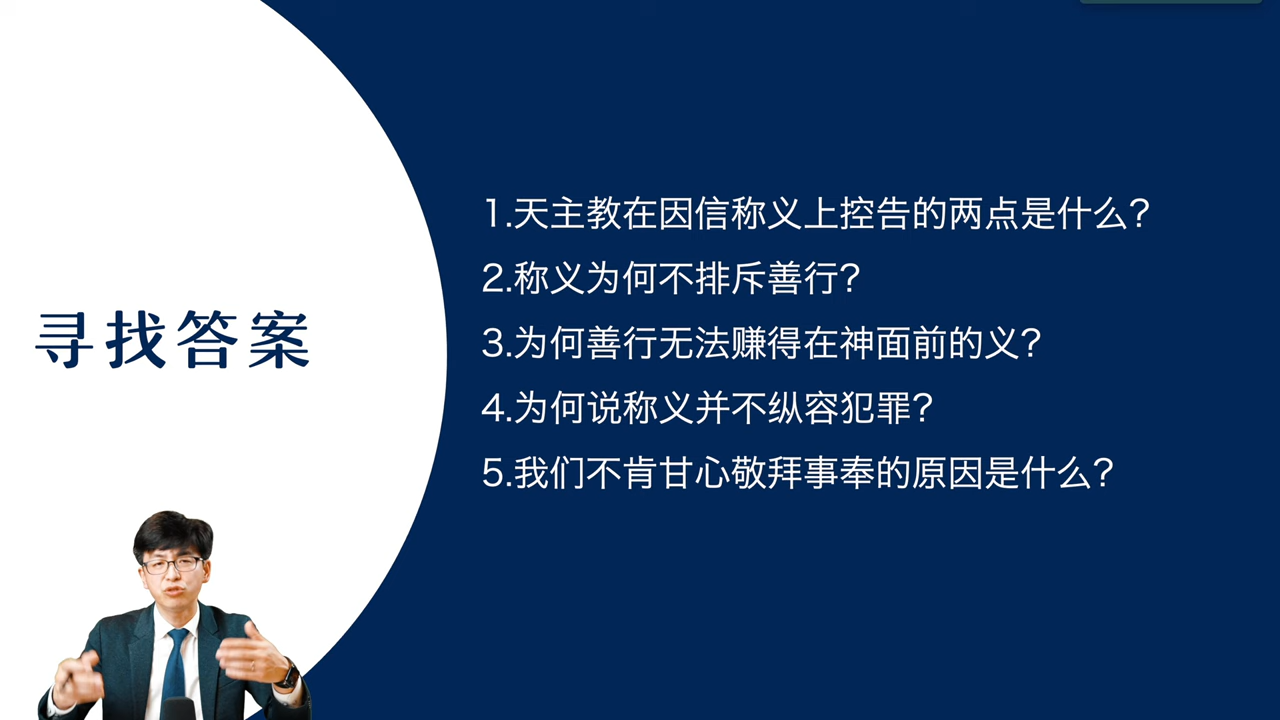 寻找答案
1.天主教在因信称义上控告的两点是什么?
2.称义为何不排斥善行?
3.为何善行无法赚得在神面前的义?
4.为何说称义并不纵容犯罪?
5.我们不肯甘心敬拜事奉的原因是什么?